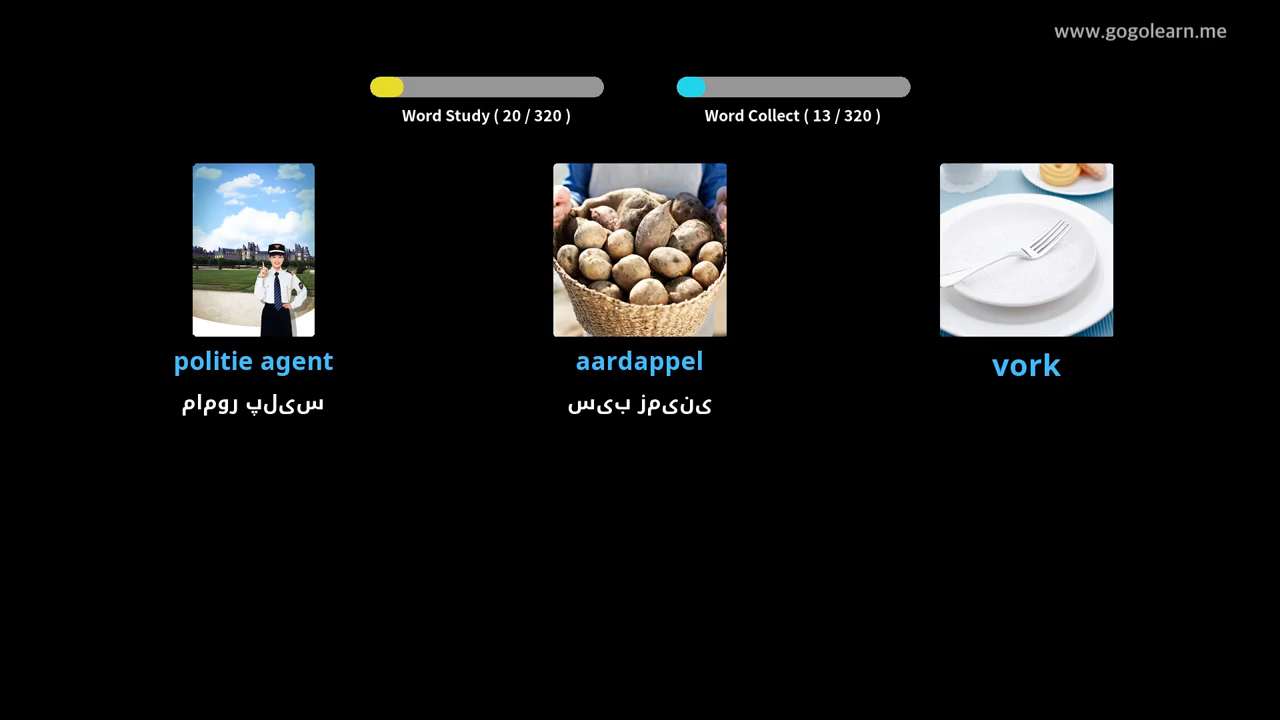 www.gogolearn.me
Word Study ( 20 / 320 )
Word Collect ( 13 / 320 )
politie agent
مامور پلیس
aardappel
سیب زمینی
vork